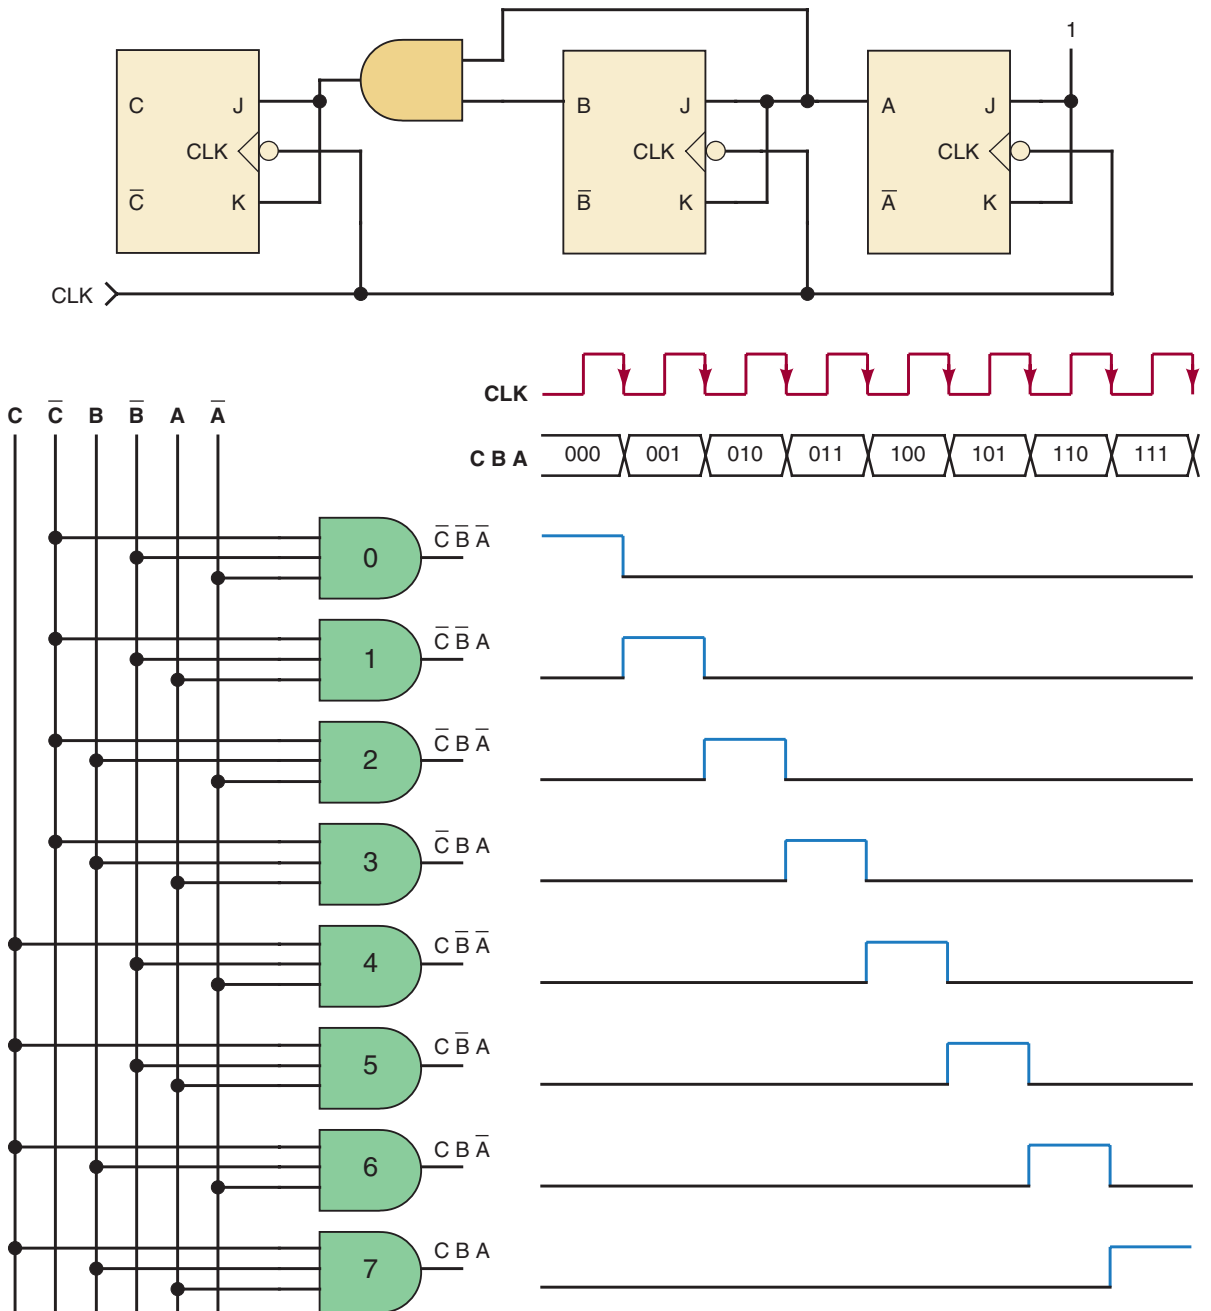 1
C J B J A J
CLK CLK CLK
C̅ K B̅ K A̅ K
CLK
CLK
C C̅ B B̅ A A̅
C B A 000 001 010 011 100 101 110 111
0 C̅ B̅ A̅
1 C̅ B̅ A
2 C̅ B A̅
3 C̅ B A
4 C B̅ A̅
5 C B̅ A
6 C B A̅
7 C B A